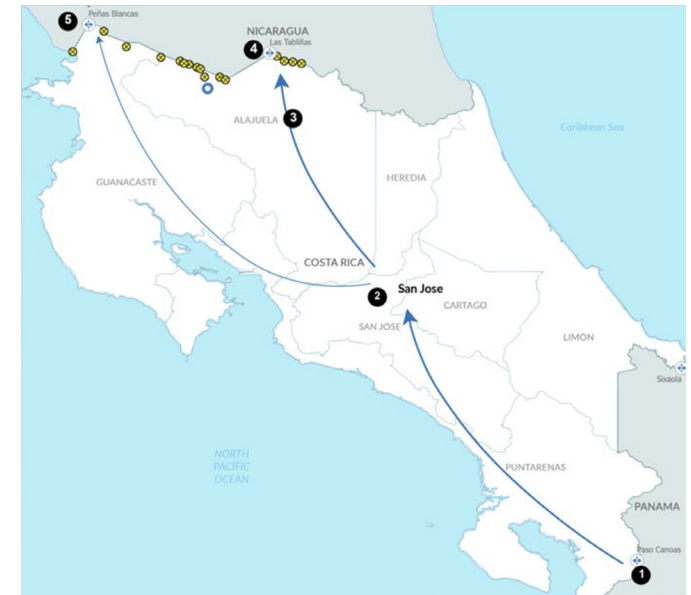 5
Peñas Blancas
NICARAGUA
4
Las Tablillas
ALAJUELA
3
Caribbean Sea
HEREDIA
GUANACASTE
COSTA RICA
2
San Jose
CARTAGO
SAN JOSE
LIMON
Sixaola
NORTH
PACIFIC
OCEAN
PUNTARENAS
PANAMA
Paso Canoas
1